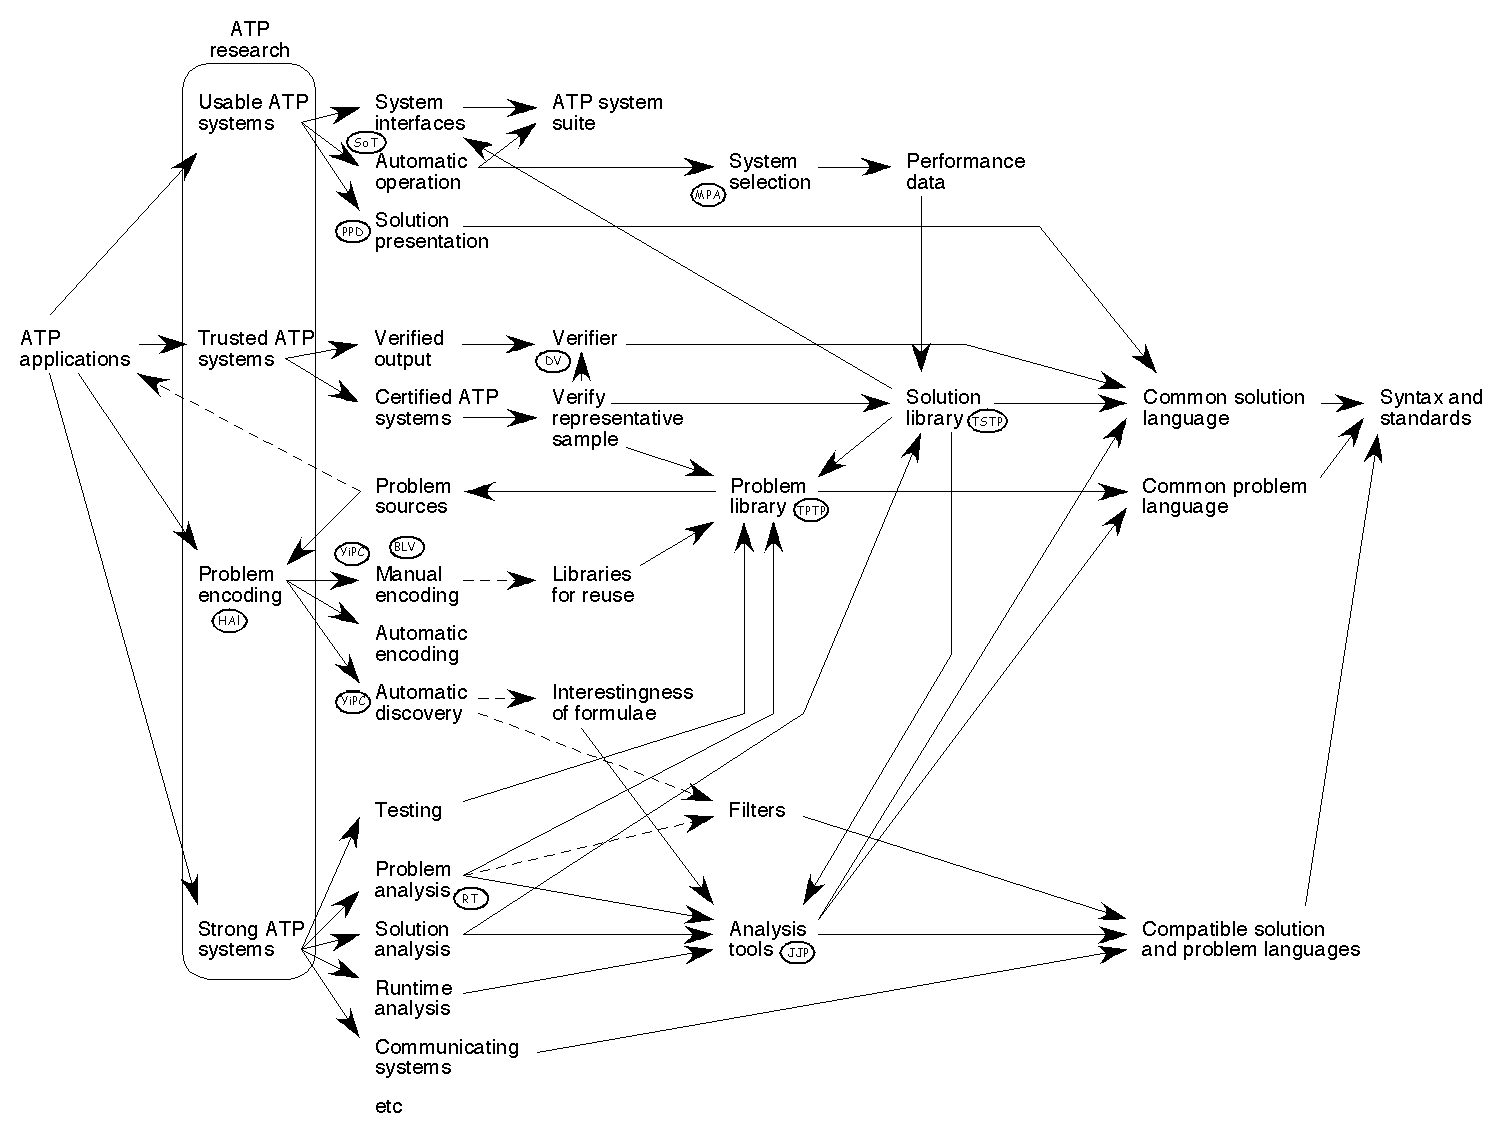 ATP
research
Usable ATP
systems
System
interfaces
ATP system
suite
SoT
Automatic
operation
System
selection
MPA
Performance
data
Solution
presentation
PPD
ATP
applications
Trusted ATP
systems
Verified
output
Verifier
DV
Certified ATP
systems
Verify
representative
sample
Solution
library
TSTP
Common solution
language
Syntax and
standards
Problem
sources
Problem
library
TPTP
Common problem
language
YiPC
BLV
Problem
encoding
HAI
Manual
encoding
Libraries
for reuse
Automatic
encoding
YiPC
Automatic
discovery
Interestingness
of formulae
Testing
Filters
Problem
analysis
RT
Strong ATP
systems
Solution
analysis
Analysis
tools
JJP
Compatible solution
and problem languages
Runtime
analysis
Communicating
systems
etc